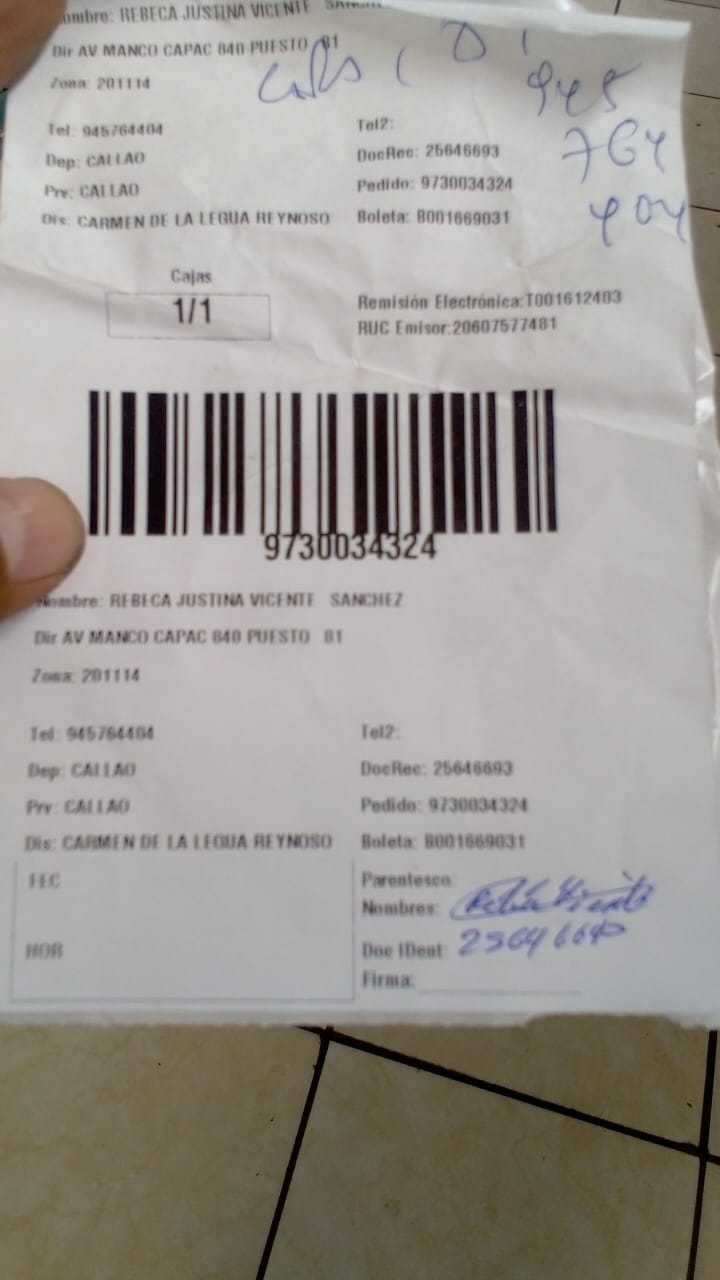 Nombre: REBECA JUSTINA VICENTE
Dir AV MANCO CAPAC 840 PUESTO 81
Zona: 201114
945
764
404
Tel: 945764404 Tel2:
Dep: CALLAO DocRec: 25646693
Prv: CALLAO Pedido: 9730034324
Dis: CARMEN DE LA LEGUA REYNOSO Boleta: B001669031
Cajas
1/1
Remisión Electrónica:T001612403
RUC Emisor:20607577481
9730034324
Nombre: REBECA JUSTINA VICENTE SANCHEZ
Dir AV MANCO CAPAC 840 PUESTO 81
Zona: 201114
Tel: 945764404 Tel2:
Dep: CALLAO DocRec: 25646693
Prv: CALLAO Pedido: 9730034324
Dis: CARMEN DE LA LEGUA REYNOSO Boleta: B001669031
FEC Parentesco:
Nombres:
HOR Doc IDent:
Firma: